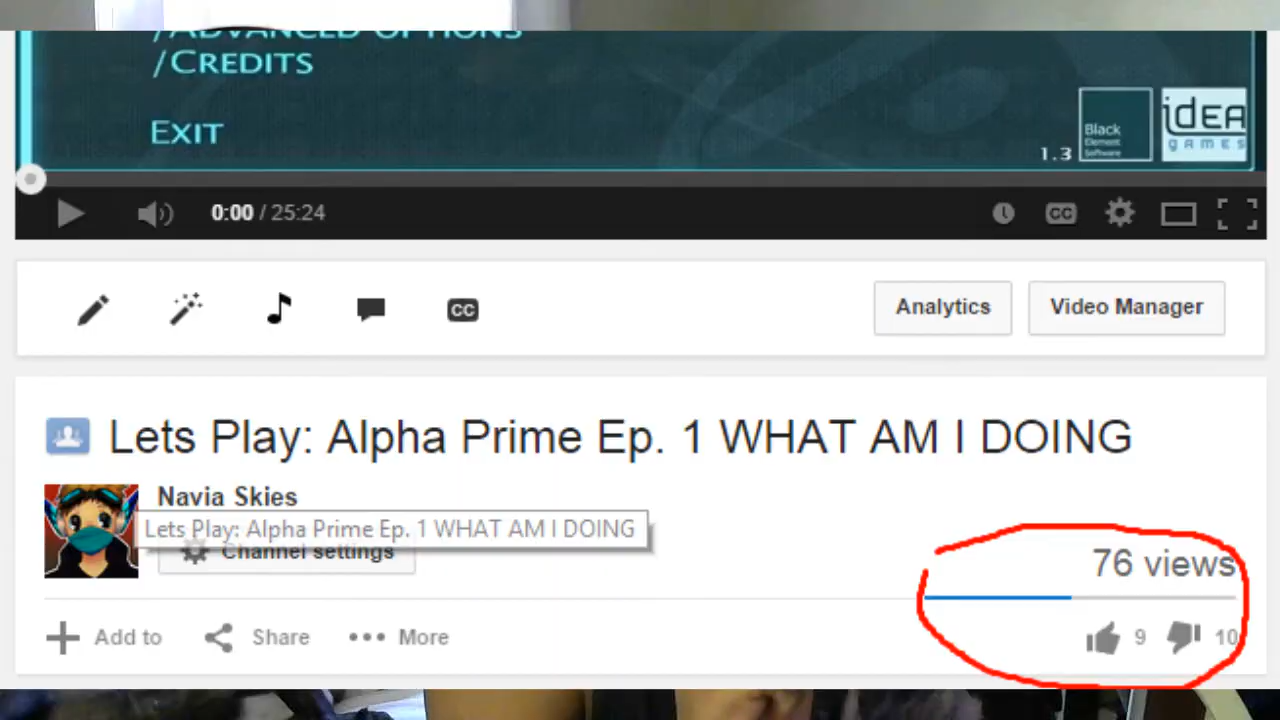 /ADVANCED OPTIONS
/CREDITS
EXIT
1.3
Black
Element
Software
idea
games
0:00 / 25:24
CC
CC
Analytics
Video Manager
Lets Play: Alpha Prime Ep. 1 WHAT AM I DOING
Navia Skies
Lets Play: Alpha Prime Ep. 1 WHAT AM I DOING
Channel settings
76 views
Add to
Share
More
9
10